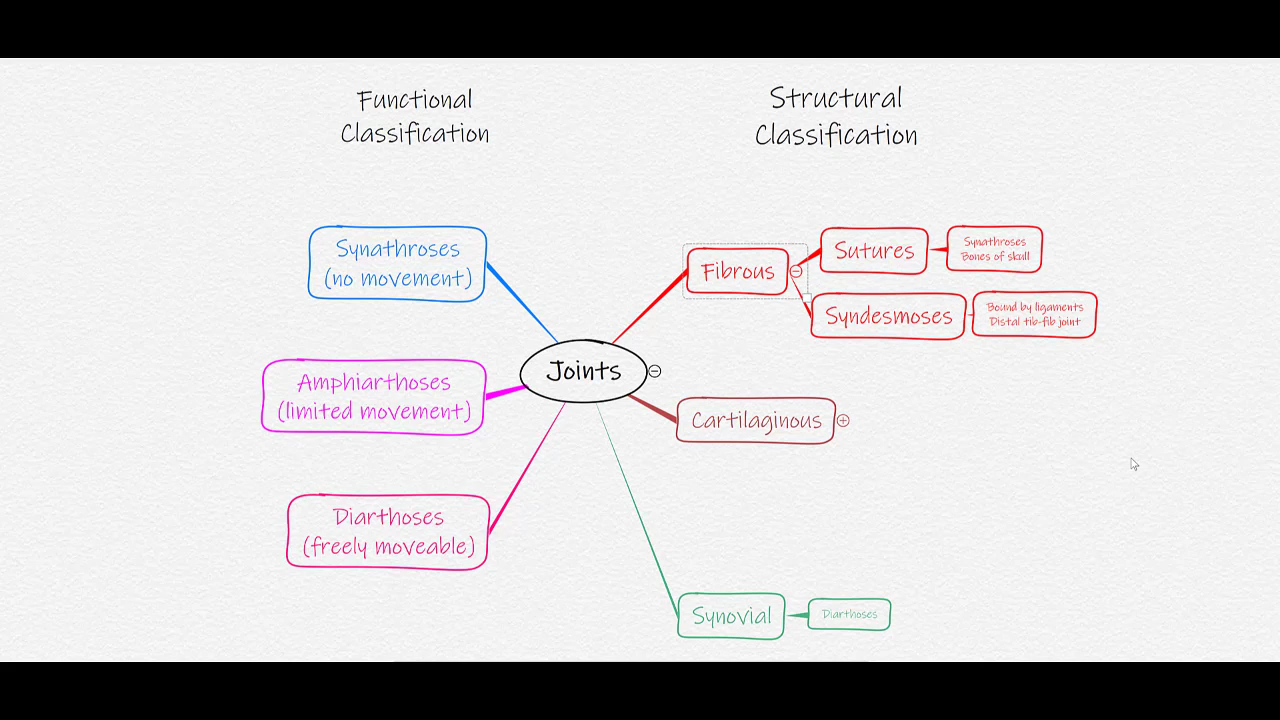 Functional
Classification
Structural
Classification
Synathroses
(no movement)
Amphiarthoses
(limited movement)
Diarthoses
(freely moveable)
Joints
Fibrous
Sutures
Synathroses
Bones of skull
Syndesmoses
Bound by ligaments
Distal tib-fib joint
Cartilaginous
Synovial
Diarthoses